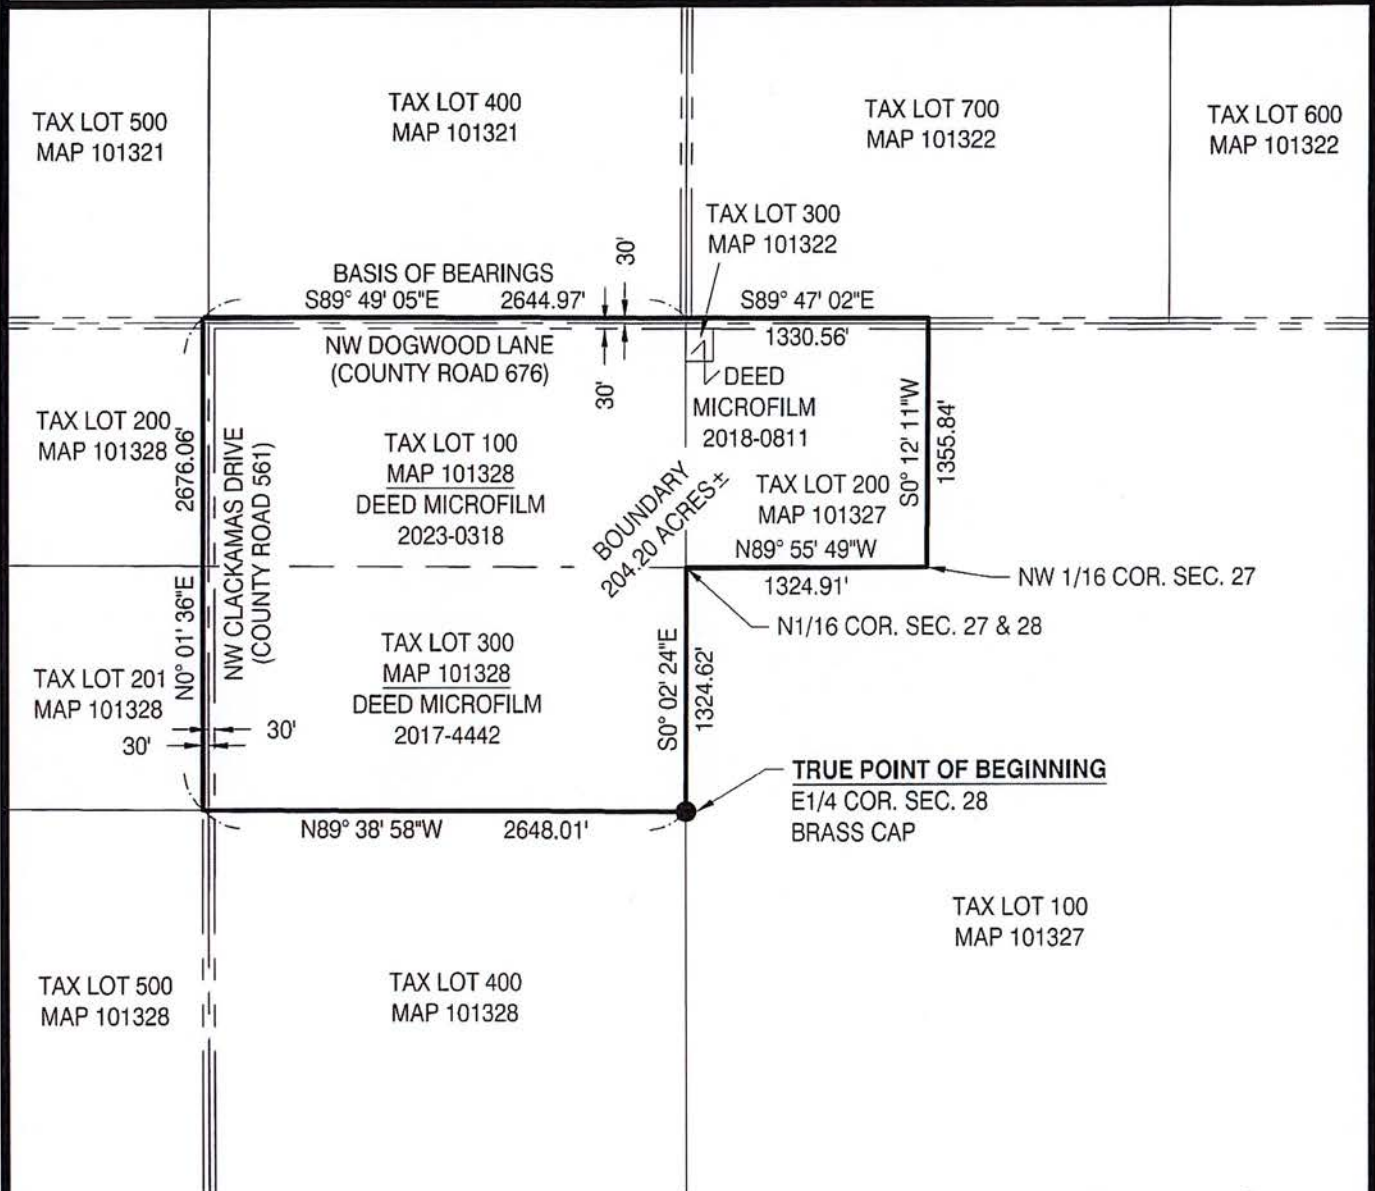 TAX LOT 500
MAP 101321
TAX LOT 400
MAP 101321
TAX LOT 700
MAP 101322
TAX LOT 600
MAP 101322
TAX LOT 300
MAP 101322
30'
BASIS OF BEARINGS
S89° 49' 05"E 2644.97'
S89° 47' 02"E
1330.56'
NW DOGWOOD LANE
(COUNTY ROAD 676)
30'
DEED
MICROFILM
2018-0811
S0° 12' 11"W
1355.84'
TAX LOT 200
MAP 101328
2676.06'
N0° 01' 36"E
NW CLACKAMAS DRIVE
(COUNTY ROAD 561)
TAX LOT 100
MAP 101328
DEED MICROFILM
2023-0318
BOUNDARY
204.20 ACRES±
TAX LOT 200
MAP 101327
N89° 55' 49"W
1324.91'
NW 1/16 COR. SEC. 27
N1/16 COR. SEC. 27 & 28
TAX LOT 201
MAP 101328
TAX LOT 300
MAP 101328
DEED MICROFILM
2017-4442
S0° 02' 24"E
1324.62'
30'
30'
TRUE POINT OF BEGINNING
E1/4 COR. SEC. 28
BRASS CAP
N89° 38' 58"W 2648.01'
TAX LOT 100
MAP 101327
TAX LOT 500
MAP 101328
TAX LOT 400
MAP 101328